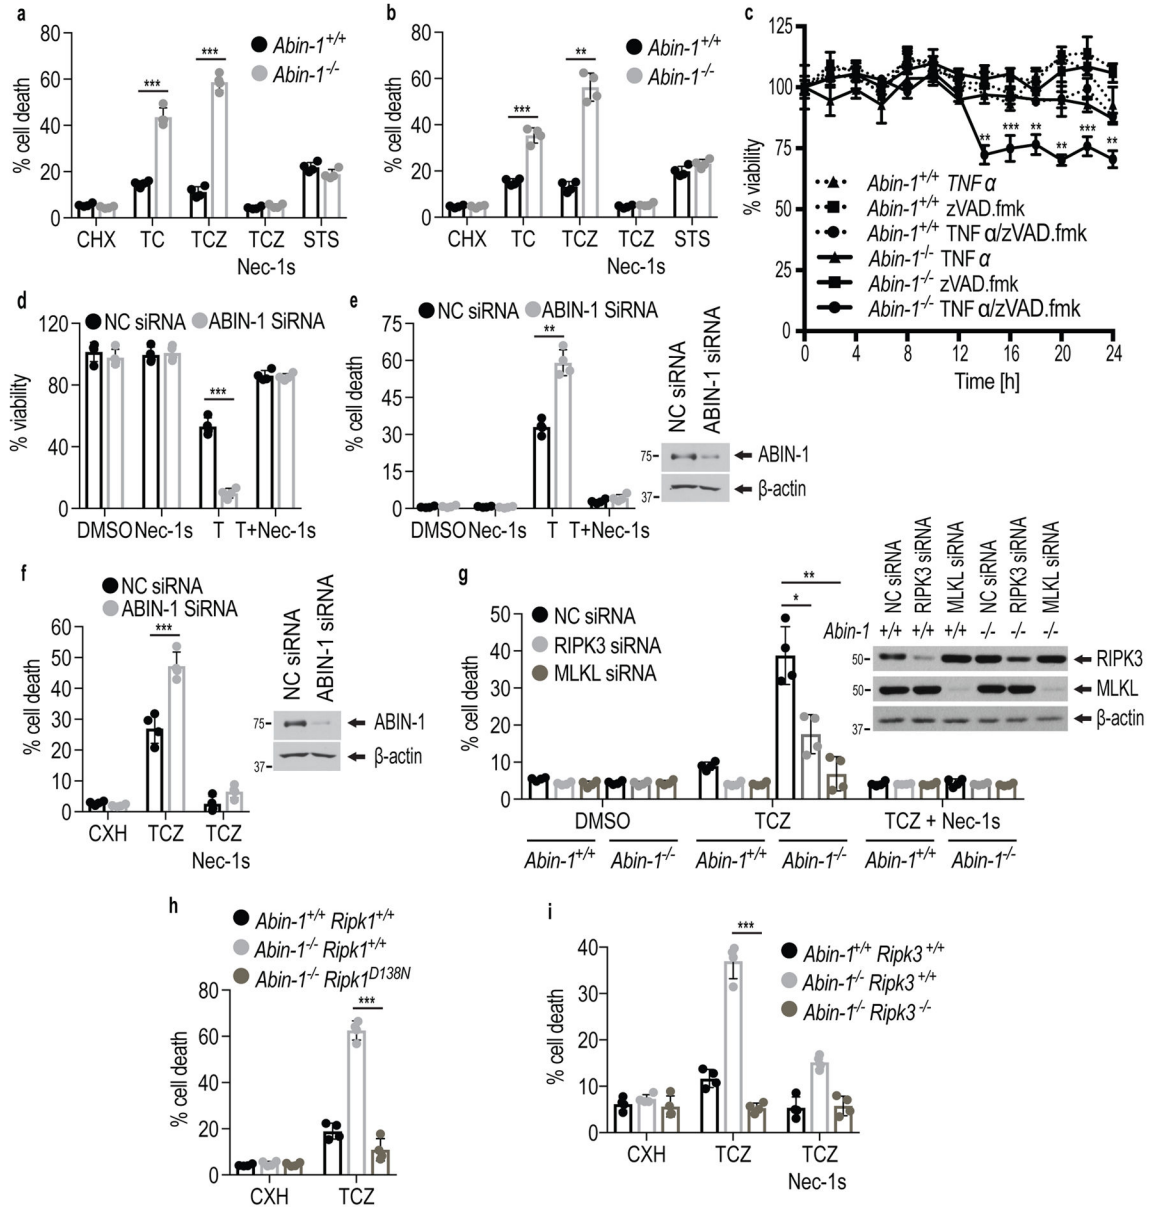 a
% cell death
80
60
40
20
0
***
***
Abin-1+/+
Abin-1-/-
CHX
TC
TCZ
TCZ
STS
Nec-1s
b
% cell death
80
60
40
20
0
***
**
Abin-1+/+
Abin-1-/-
CHX
TC
TCZ
TCZ
STS
Nec-1s
c
% viability
125
100
75
50
25
0
** *** ** ** *** **
Abin-1+/+ TNF α
Abin-1+/+ zVAD.fmk
Abin-1+/+ TNF α/zVAD.fmk
Abin-1-/- TNF α
Abin-1-/- zVAD.fmk
Abin-1-/- TNF α/zVAD.fmk
0 4 8 12 16 20 24
Time [h]
d
NC siRNA
ABIN-1 SiRNA
% viability
120
80
40
0
***
DMSO
Nec-1s
T
T+Nec-1s
e
NC siRNA
ABIN-1 SiRNA
% cell death
75
60
45
30
15
0
**
DMSO
Nec-1s
T
T+Nec-1s
NC siRNA
ABIN-1 siRNA
75-
ABIN-1
37-
β-actin
f
NC siRNA
ABIN-1 SiRNA
% cell death
60
50
40
30
20
10
0
***
CXH
TCZ
TCZ
Nec-1s
NC siRNA
ABIN-1 siRNA
75-
ABIN-1
37-
β-actin
g
NC siRNA
RIPK3 siRNA
MLKL siRNA
% cell death
50
40
30
20
10
0
**
*
DMSO
TCZ
TCZ + Nec-1s
Abin-1+/+
Abin-1-/-
Abin-1+/+
Abin-1-/-
Abin-1+/+
Abin-1-/-
NC siRNA
RIPK3 siRNA
MLKL siRNA
NC siRNA
RIPK3 siRNA
MLKL siRNA
Abin-1 +/+ +/+ +/+ -/- -/- -/-
50-
RIPK3
50-
MLKL
37-
β-actin
h
Abin-1+/+ Ripk1+/+
Abin-1-/- Ripk1+/+
Abin-1-/- Ripk1D138N
% cell death
80
60
40
20
0
***
CXH
TCZ
i
% cell death
40
30
20
10
0
***
Abin-1+/+ Ripk3 +/+
Abin-1-/- Ripk3 +/+
Abin-1-/- Ripk3 -/-
CXH
TCZ
TCZ
Nec-1s